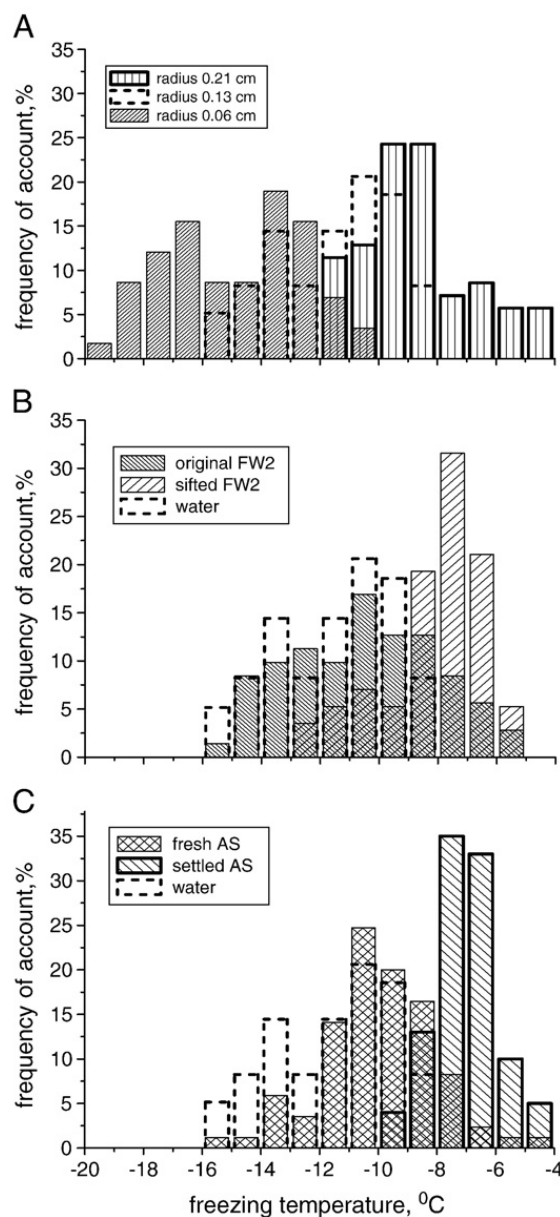 A
35
30
25
20
15
10
5
0
frequency of account,%
radius 0.21 cm
radius 0.13 cm
radius 0.06 cm
B
35
30
25
20
15
10
5
0
frequency of account,%
original FW2
sifted FW2
water
C
35
30
25
20
15
10
5
0
frequency of account,%
fresh AS
settled AS
water
-20 -18 -16 -14 -12 -10 -8 -6 -4
freezing temperature, ⁰C